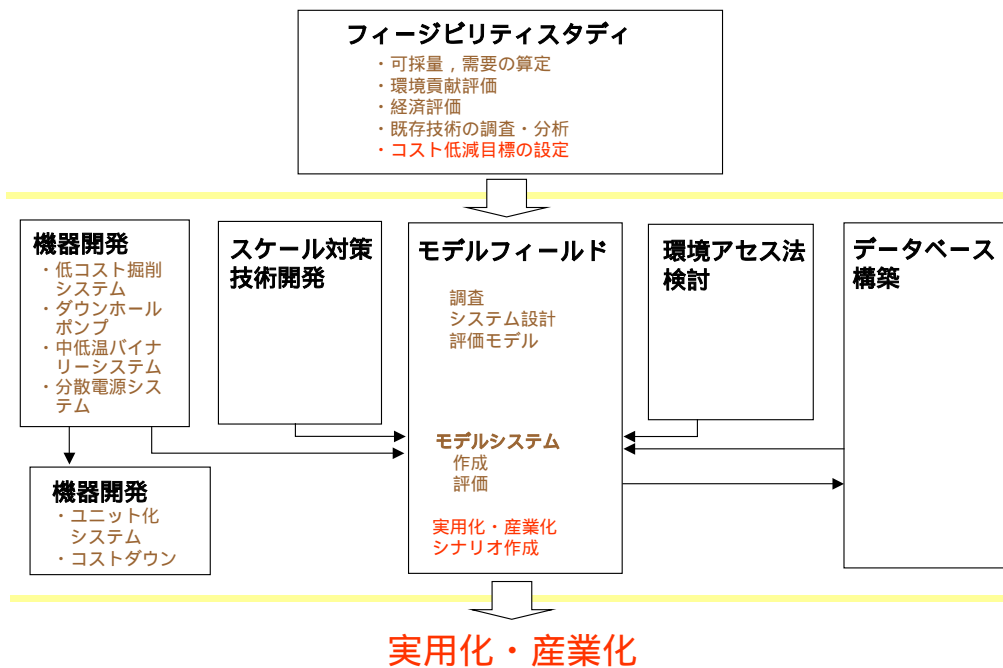 フィージビリティスタディ
・可採量，需要の算定
・環境貢献評価
・経済評価
・既存技術の調査・分析
・コスト低減目標の設定
機器開発
・低コスト掘削
システム
・ダウンホール
ポンプ
・中低温バイナ
リーシステム
・分散電源シス
テム
機器開発
・ユニット化
システム
・コストダウン
スケール対策
技術開発
モデルフィールド
調査
システム設計
評価モデル
モデルシステム
作成
評価
実用化・産業化
シナリオ作成
環境アセス法
検討
データベース
構築
実用化・産業化